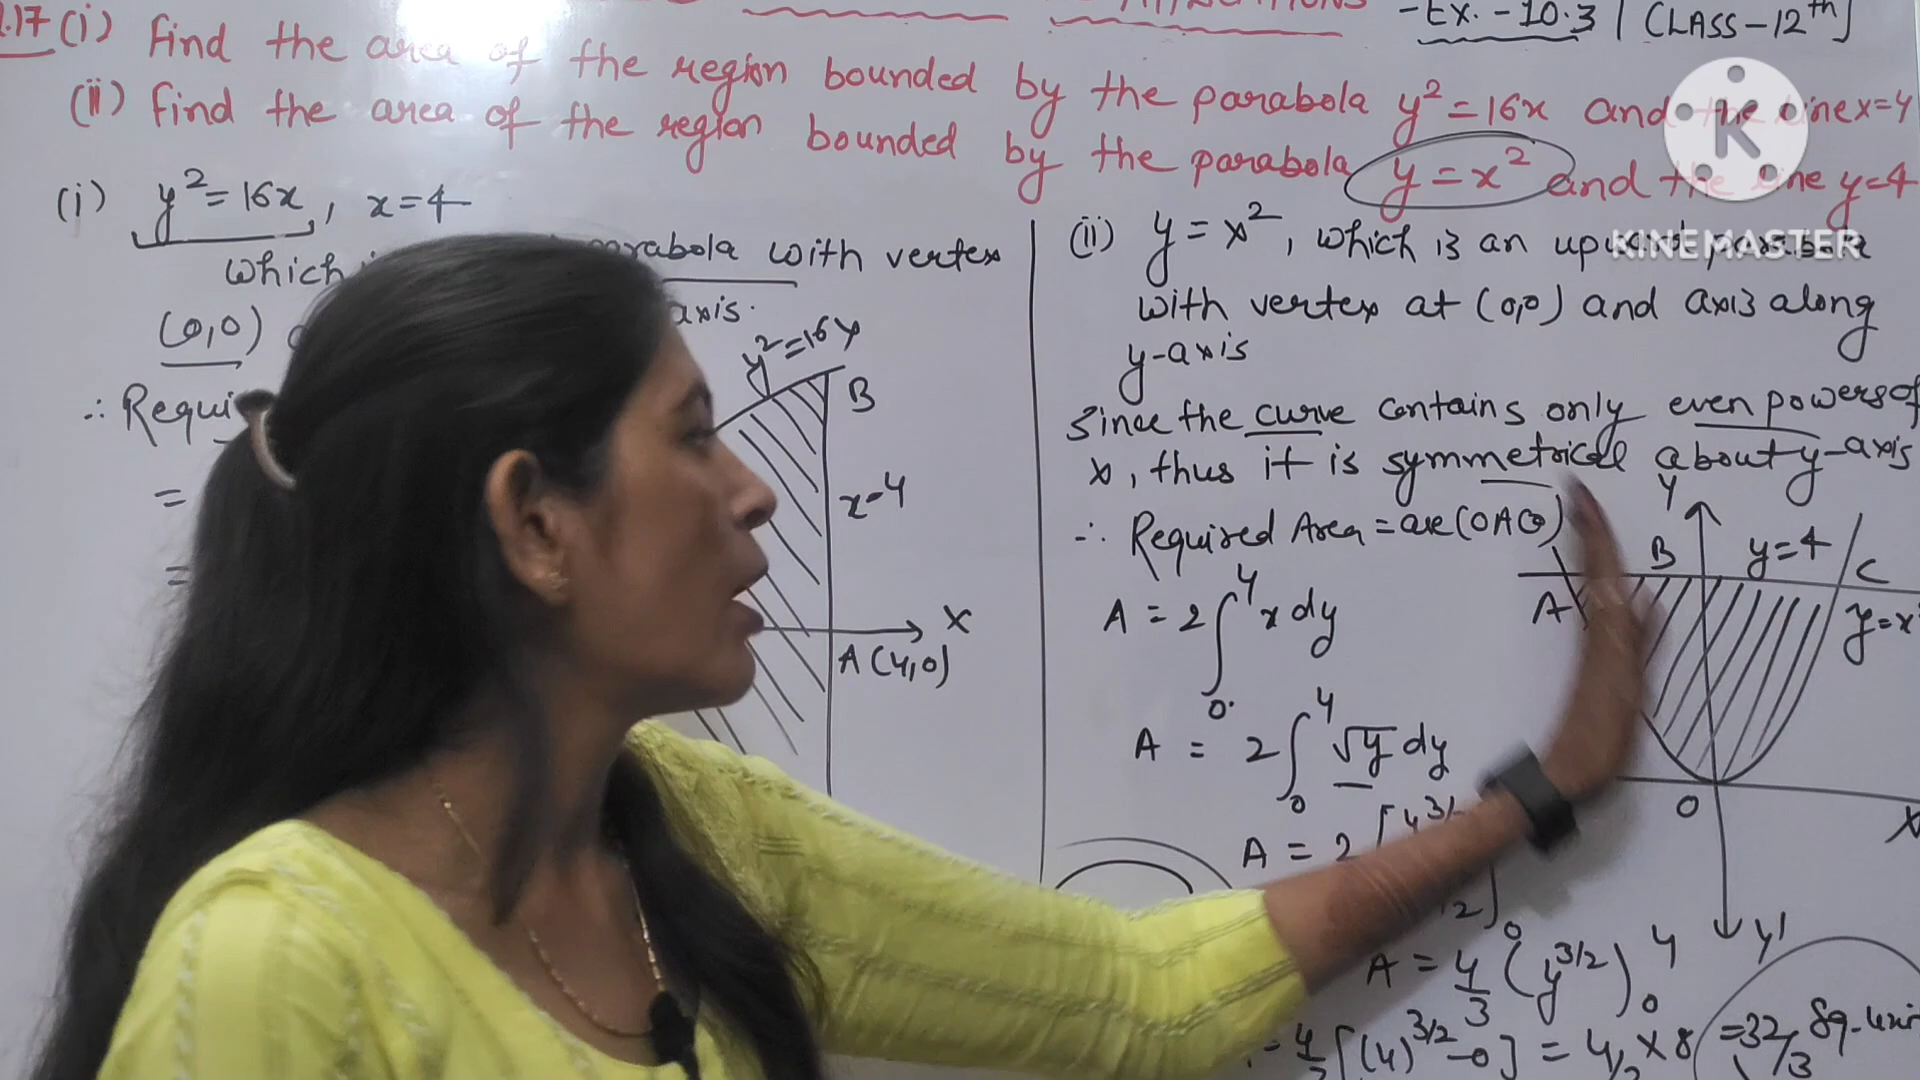 -Ex.-10.3 | (CLASS-12th)
.17 (i) Find the area of the region bounded by the parabola y²=16x and the line x=4
(ii) Find the area of the region bounded by the parabola y=x² and the line y=4
K
KINEMASTER
(i) y²=16x, x=4
which parabola with vertex
(0,0) axis.
∴ Requi
=
=
y²=16x
B
x=4
X
A(4,0)
(ii) y=x², which is an upward parabola
with vertex at (0,0) and axis along
y-axis
Since the curve contains only even powers of
x, thus it is symmetrical about y-axis
∴ Required Area = are (OAC
A = 2∫₀⁴ x dy
A = 2∫₀⁴ √y dy
A = 2
A = 4/3 (y^3/2)₀⁴
= 4/3 [(4)^3/2 - 0] = 4/3 × 8 = 32/3 Sq. uni
Y
B
y=4
C
A
y=x
O
X
Y'